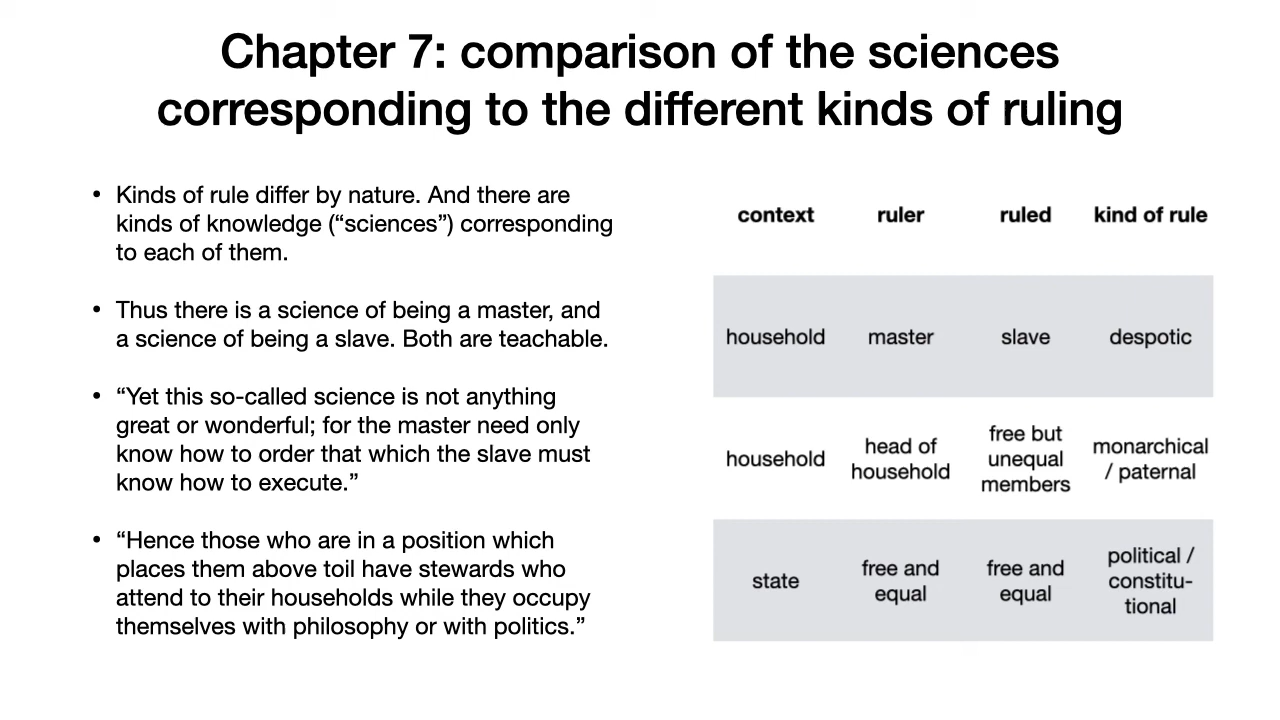 Chapter 7: comparison of the sciences
corresponding to the different kinds of ruling
• Kinds of rule differ by nature. And there are
kinds of knowledge (“sciences”) corresponding
to each of them.
• Thus there is a science of being a master, and
a science of being a slave. Both are teachable.
• “Yet this so-called science is not anything
great or wonderful; for the master need only
know how to order that which the slave must
know how to execute.”
• “Hence those who are in a position which
places them above toil have stewards who
attend to their households while they occupy
themselves with philosophy or with politics.”
context ruler ruled kind of rule
household master slave despotic
household head of household free but unequal members monarchical / paternal
state free and equal free and equal political / constitu-tional